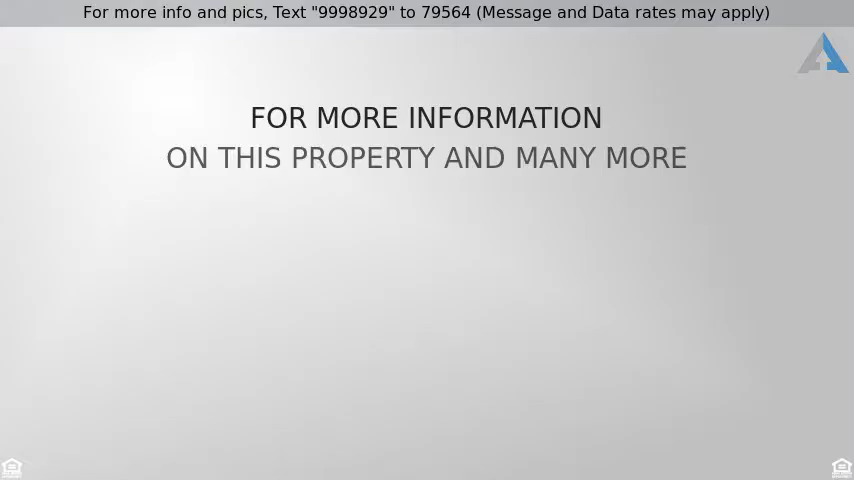 For more info and pics, Text "9998929" to 79564 (Message and Data rates may apply)
FOR MORE INFORMATION
ON THIS PROPERTY AND MANY MORE